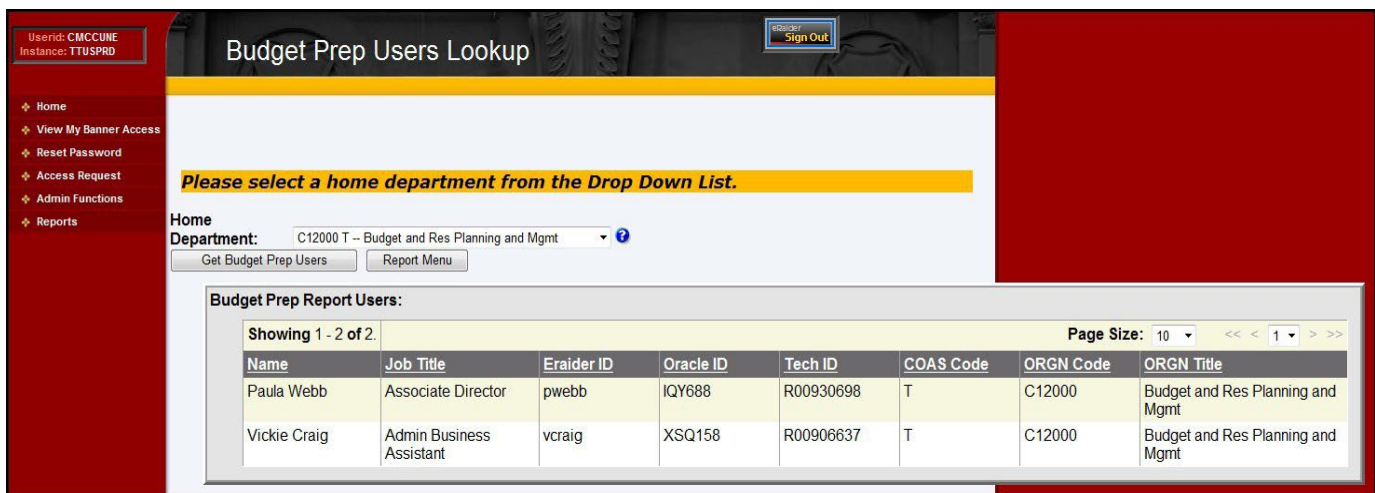 Userid: CMCCUNE
Instance: TTUSPRD
Budget Prep Users Lookup
eRaider
Sign Out
Home
View My Banner Access
Reset Password
Access Request
Admin Functions
Reports
Please select a home department from the Drop Down List.
Home
Department: C12000 T -- Budget and Res Planning and Mgmt ?
Get Budget Prep Users Report Menu
Budget Prep Report Users:
Showing 1 - 2 of 2. Page Size: 10 << < 1 > >>
Name Job Title Eraider ID Oracle ID Tech ID COAS Code ORGN Code ORGN Title
Paula Webb Associate Director pwebb IQY688 R00930698 T C12000 Budget and Res Planning and
Mgmt
Vickie Craig Admin Business vcraig XSQ158 R00906637 T C12000 Budget and Res Planning and
Assistant Mgmt